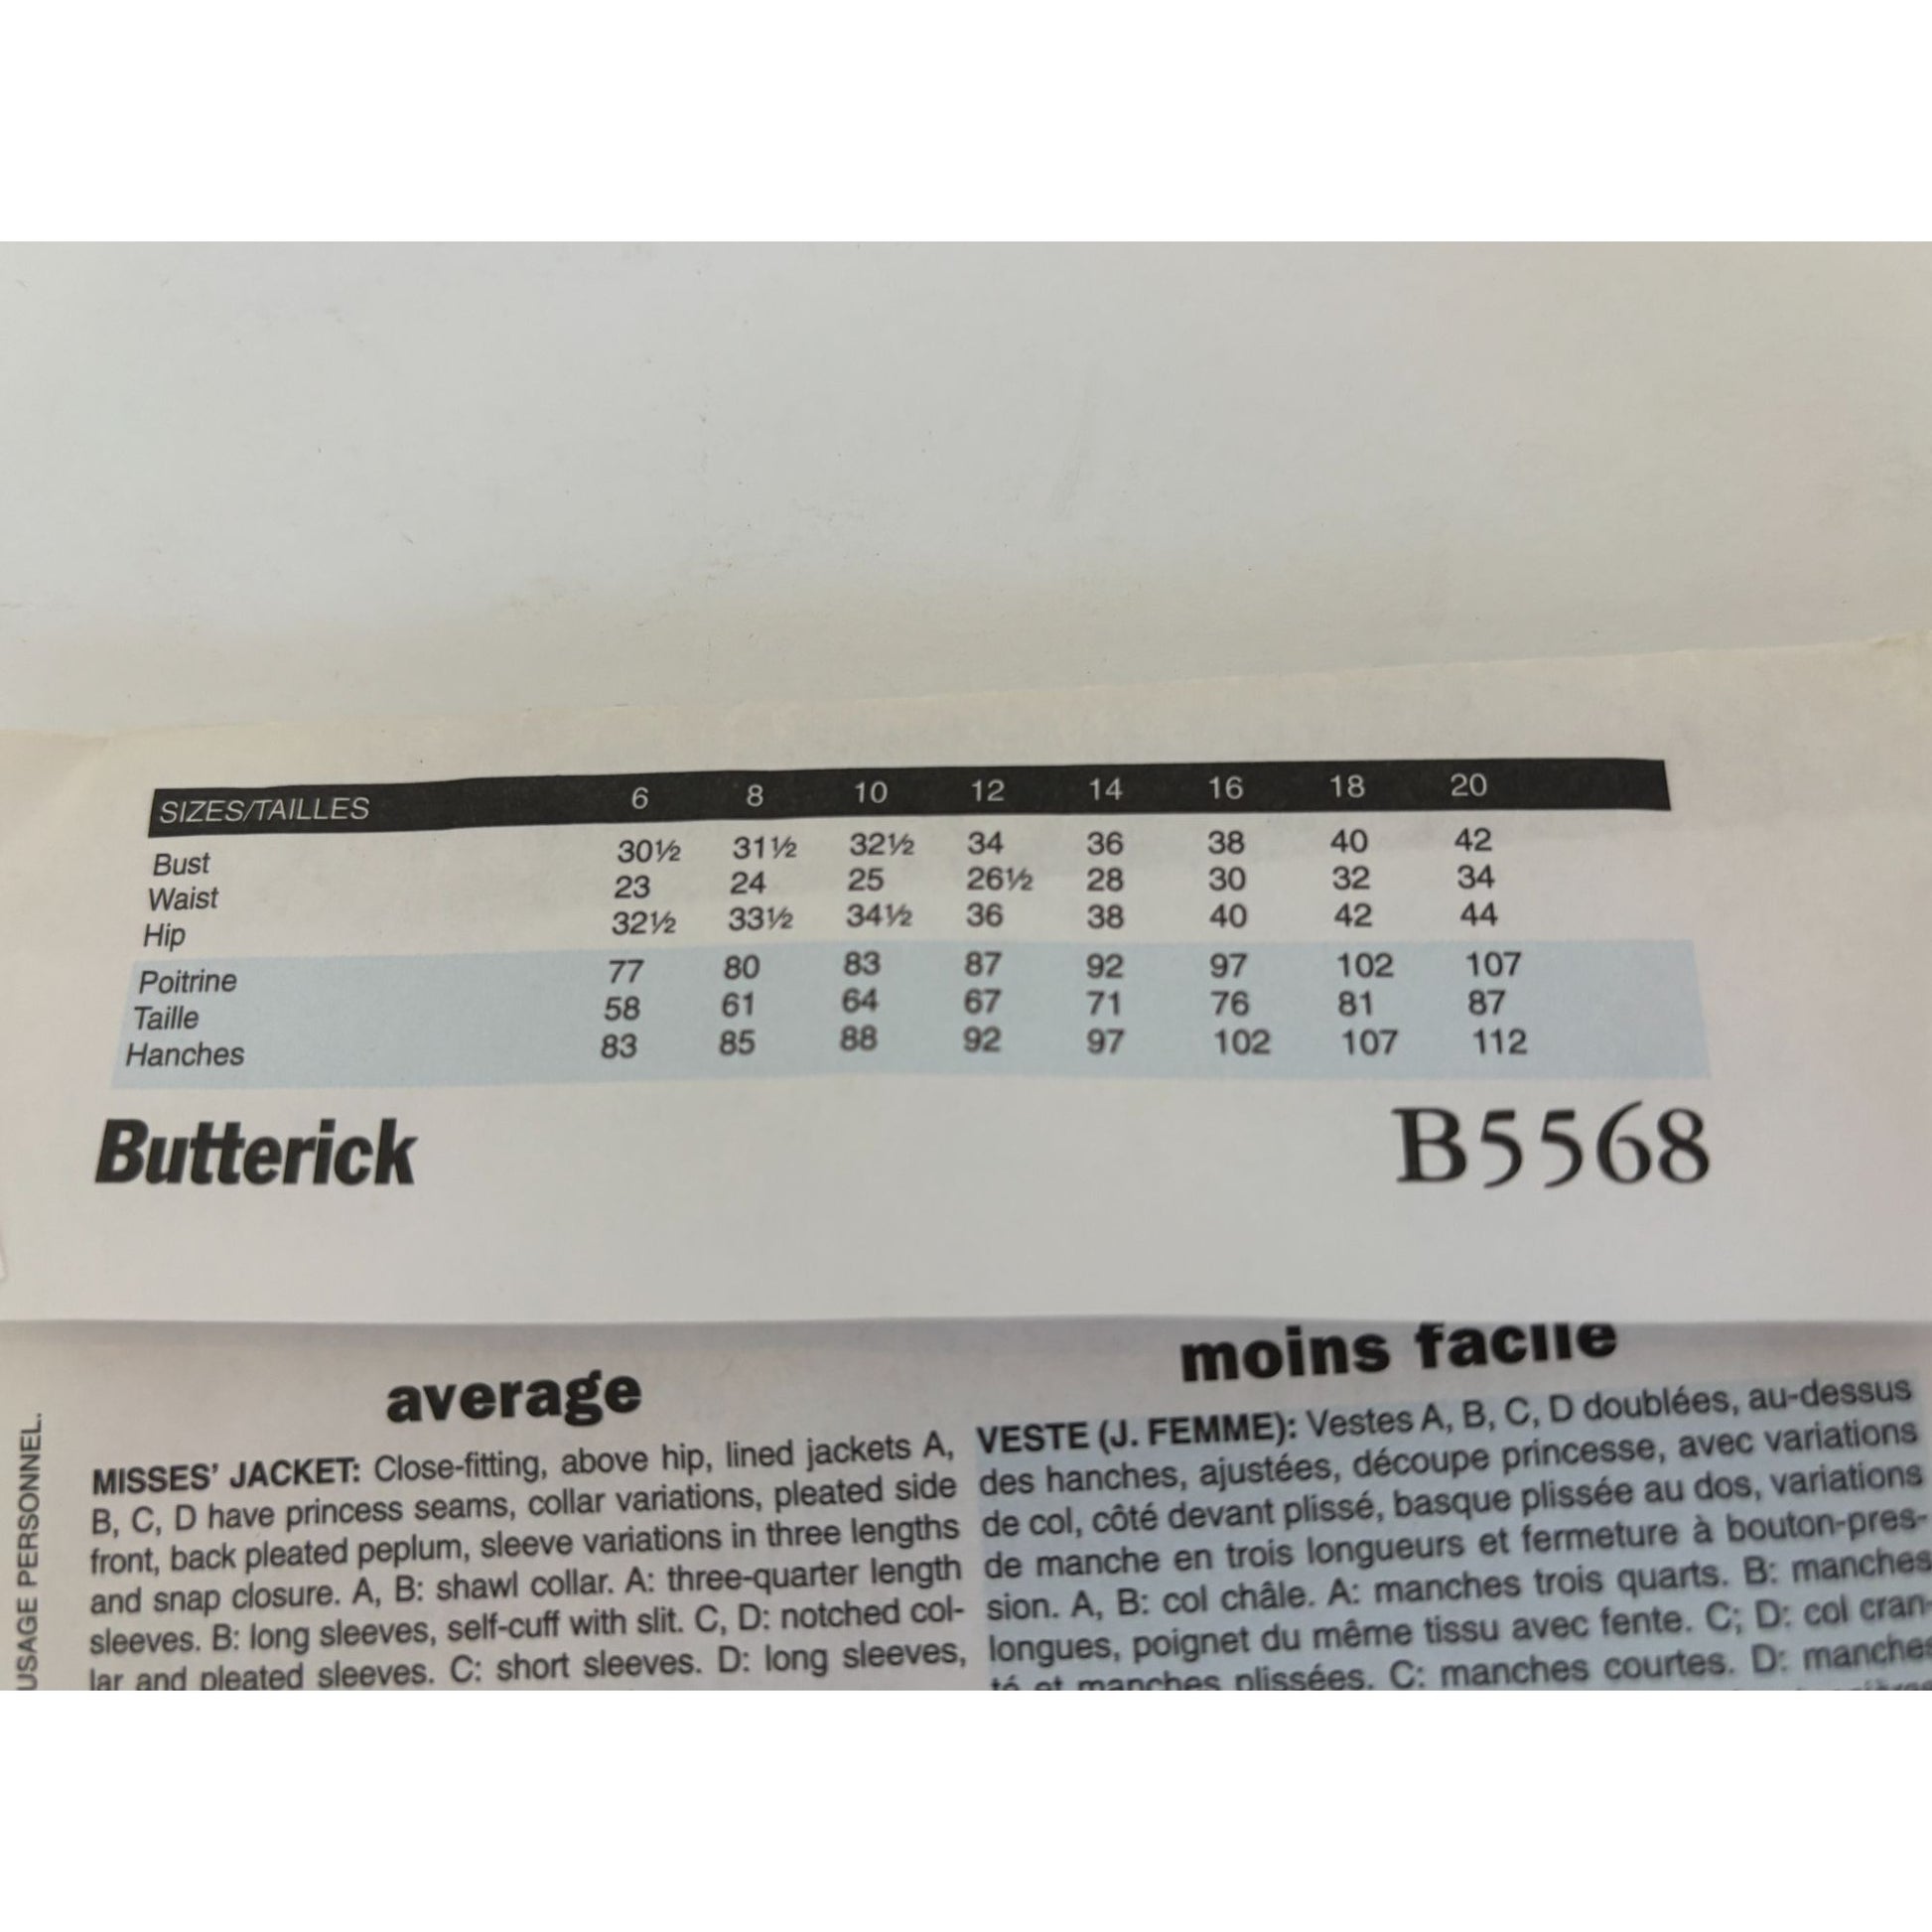 SIZES/TAILLES 6 8 10 12 14 16 18 20
Bust 30½ 31½ 32½ 34 36 38 40 42
Waist 23 24 25 26½ 28 30 32 34
Hip 32½ 33½ 34½ 36 38 40 42 44
Poitrine 77 80 83 87 92 97 102 107
Taille 58 61 64 67 71 76 81 87
Hanches 83 85 88 92 97 102 107 112
Butterick B5568
USAGE PERSONNEL.
average
MISSES' JACKET: Close-fitting, above hip, lined jackets A,
B, C, D have princess seams, collar variations, pleated side
front, back pleated peplum, sleeve variations in three lengths
and snap closure. A, B: shawl collar. A: three-quarter length
sleeves. B: long sleeves, self-cuff with slit. C, D: notched col-
lar and pleated sleeves. C: short sleeves. D: long sleeves,
moins facile
VESTE (J. FEMME): Vestes A, B, C, D doublées, au-dessus
des hanches, ajustées, découpe princesse, avec variations
de col, côté devant plissé, basque plissée au dos, variations
de manche en trois longueurs et fermeture à bouton-pres-
sion. A, B: col châle. A: manches trois quarts. B: manches
longues, poignet du même tissu avec fente. C; D: col cran-
té et manches plissées. C: manches courtes. D: manches